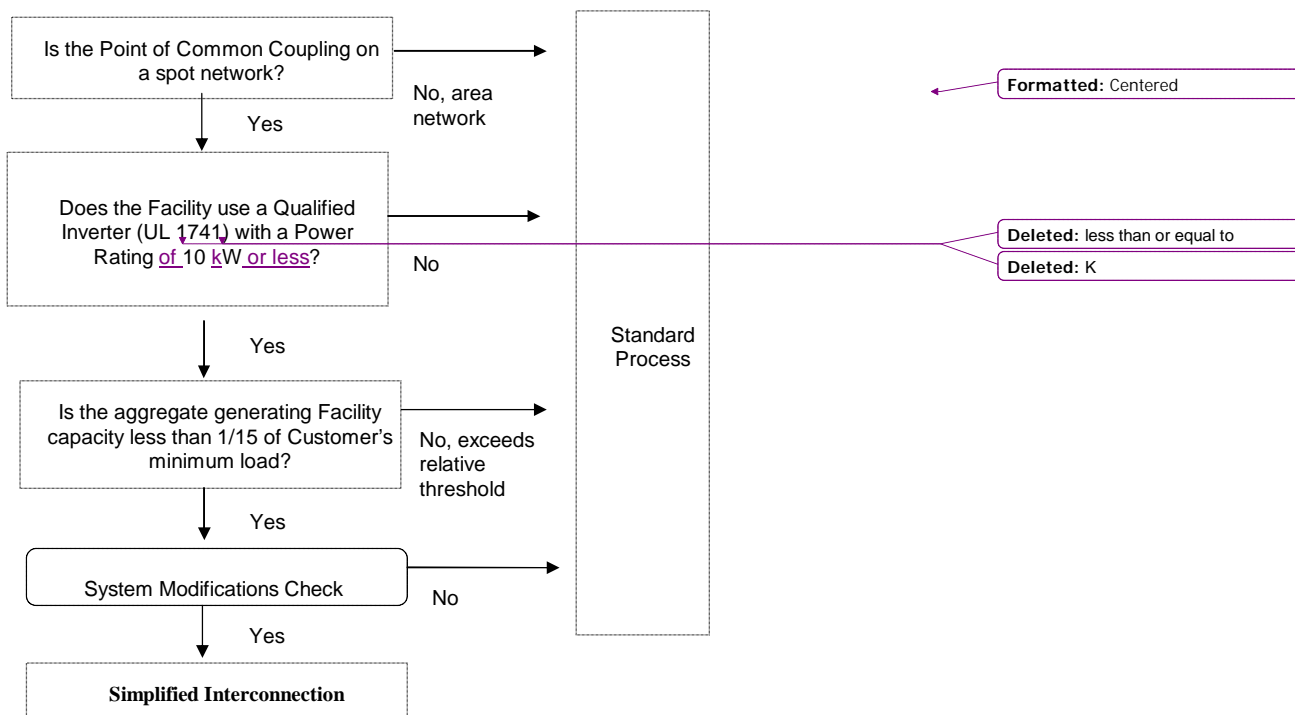 Is the Point of Common Coupling on
a spot network?
No, area
network
Yes
Formatted: Centered
Does the Facility use a Qualified
Inverter (UL 1741) with a Power
Rating of 10 kW or less?
No
Deleted: less than or equal to
Deleted: K
Yes
Standard
Process
Is the aggregate generating Facility
capacity less than 1/15 of Customer’s
minimum load?
No, exceeds
relative
threshold
Yes
System Modifications Check
No
Yes
Simplified Interconnection